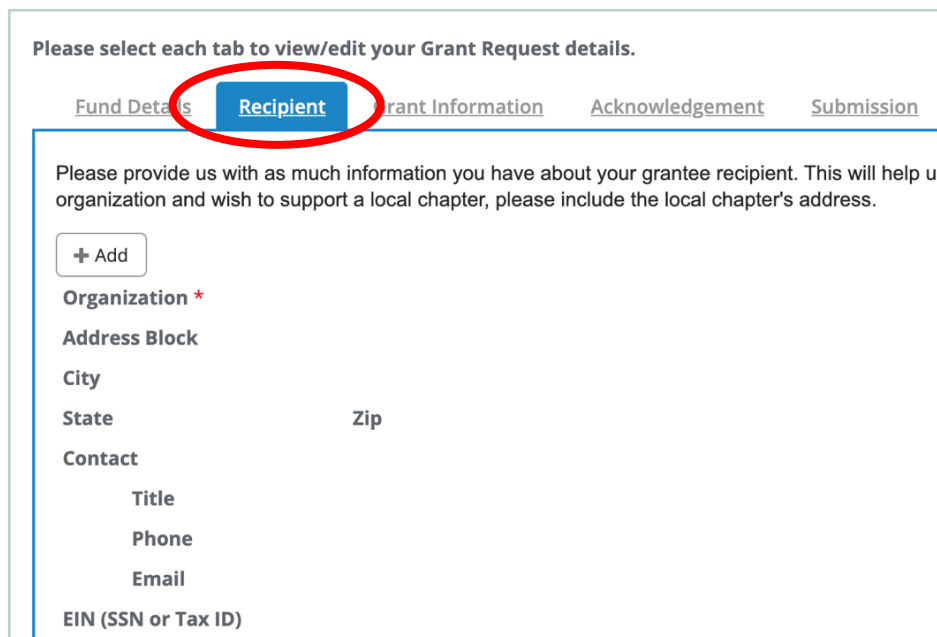 Please select each tab to view/edit your Grant Request details.
Fund Details Recipient Grant Information Acknowledgement Submission
Please provide us with as much information you have about your grantee recipient. This will help
organization and wish to support a local chapter, please include the local chapter's address.
+ Add
Organization *
Address Block
City
State Zip
Contact
Title
Phone
Email
EIN (SSN or Tax ID)